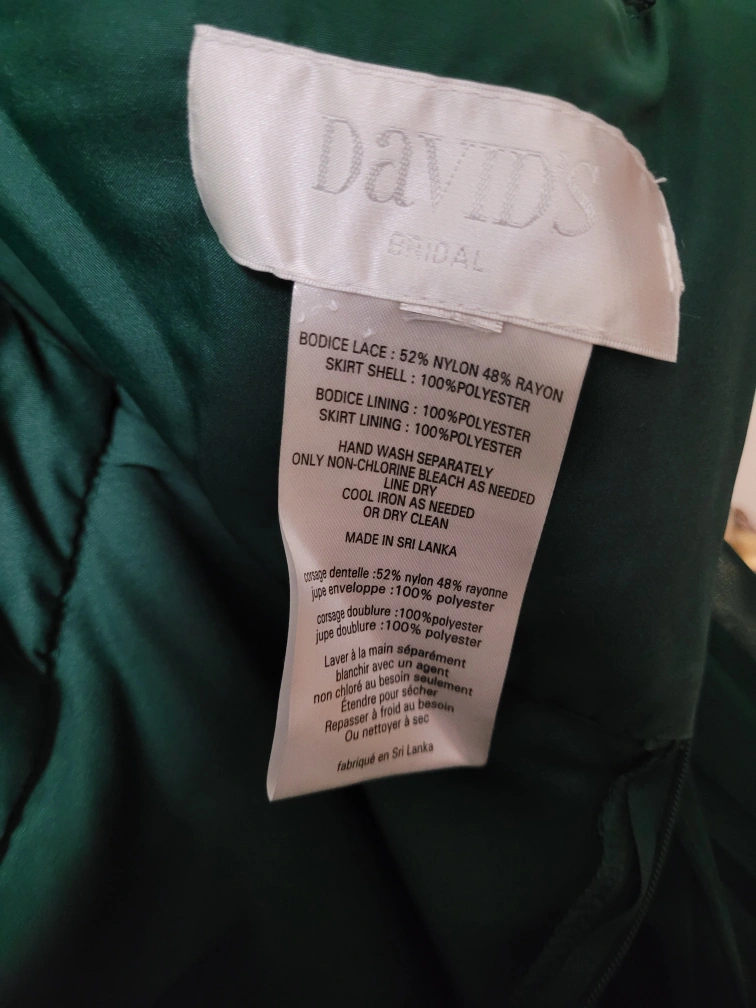 DaVID'S
BRIDAL
BODICE LACE : 52% NYLON 48% RAYON
SKIRT SHELL : 100%POLYESTER
BODICE LINING : 100%POLYESTER
SKIRT LINING : 100%POLYESTER
HAND WASH SEPARATELY
ONLY NON-CHLORINE BLEACH AS NEEDED
LINE DRY
COOL IRON AS NEEDED
OR DRY CLEAN
MADE IN SRI LANKA
corsage dentelle :52% nylon 48% rayonne
jupe enveloppe :100% polyester
corsage doublure :100%polyester
jupe doublure :100% polyester
Laver à la main séparément
blanchir avec un agent
non chloré au besoin seulement
Étendre pour sécher
Repasser à froid au besoin
Ou nettoyer à sec
fabriqué en Sri Lanka